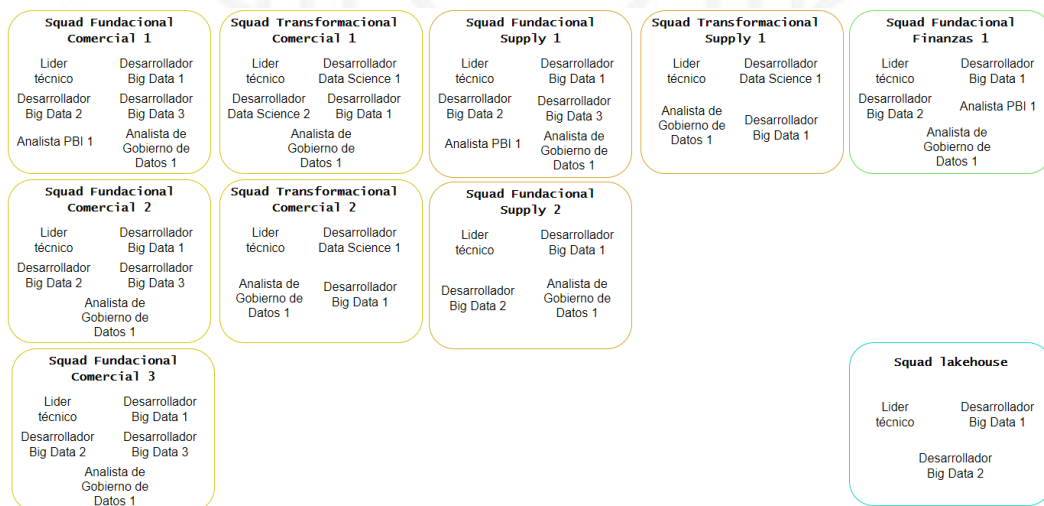 Squad Fundacional
Comercial 1
Lider
técnico
Desarrollador
Big Data 1
Desarrollador
Big Data 2
Desarrollador
Big Data 3
Analista PBI 1
Analista de
Gobierno de
Datos 1
Squad Transformacional
Comercial 1
Lider
técnico
Desarrollador
Data Science 1
Desarrollador
Data Science 2
Desarrollador
Big Data 1
Analista de
Gobierno de
Datos 1
Squad Fundacional
Supply 1
Lider
técnico
Desarrollador
Big Data 1
Desarrollador
Big Data 2
Desarrollador
Big Data 3
Analista PBI 1
Analista de
Gobierno de
Datos 1
Squad Transformacional
Supply 1
Lider
técnico
Desarrollador
Data Science 1
Analista de
Gobierno de
Datos 1
Desarrollador
Big Data 1
Squad Fundacional
Finanzas 1
Lider
técnico
Desarrollador
Big Data 1
Desarrollador
Big Data 2
Analista PBI 1
Analista de
Gobierno de
Datos 1
Squad Fundacional
Comercial 2
Lider
técnico
Desarrollador
Big Data 1
Desarrollador
Big Data 2
Desarrollador
Big Data 3
Analista de
Gobierno de
Datos 1
Squad Transformacional
Comercial 2
Lider
técnico
Desarrollador
Data Science 1
Analista de
Gobierno de
Datos 1
Desarrollador
Big Data 1
Squad Fundacional
Supply 2
Lider
técnico
Desarrollador
Big Data 1
Desarrollador
Big Data 2
Analista de
Gobierno de
Datos 1
Squad Fundacional
Comercial 3
Lider
técnico
Desarrollador
Big Data 1
Desarrollador
Big Data 2
Desarrollador
Big Data 3
Analista de
Gobierno de
Datos 1
Squad lakehouse
Lider
técnico
Desarrollador
Big Data 1
Desarrollador
Big Data 2